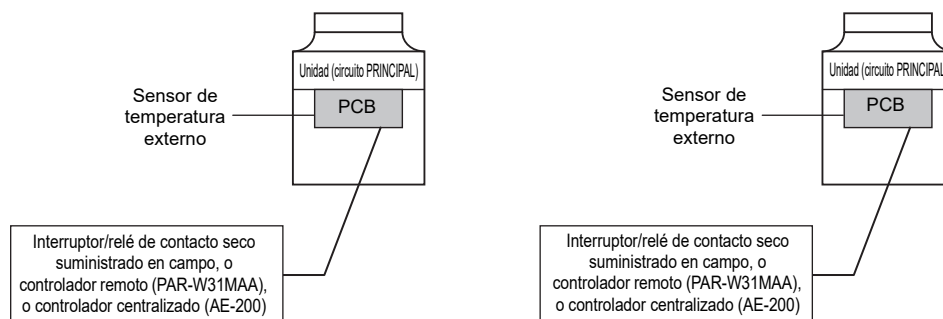 Unidad (circuito PRINCIPAL)
PCB
Sensor de
temperatura
externo
Interruptor/relé de contacto seco
suministrado en campo, o
controlador remoto (PAR-W31MAA),
o controlador centralizado (AE-200)
Unidad (circuito PRINCIPAL
PCB
Sensor de
temperatura
externo
Interruptor/relé de contacto seco
suministrado en campo, o
controlador remoto (PAR-W31MAA),
o controlador centralizado (AE-200)